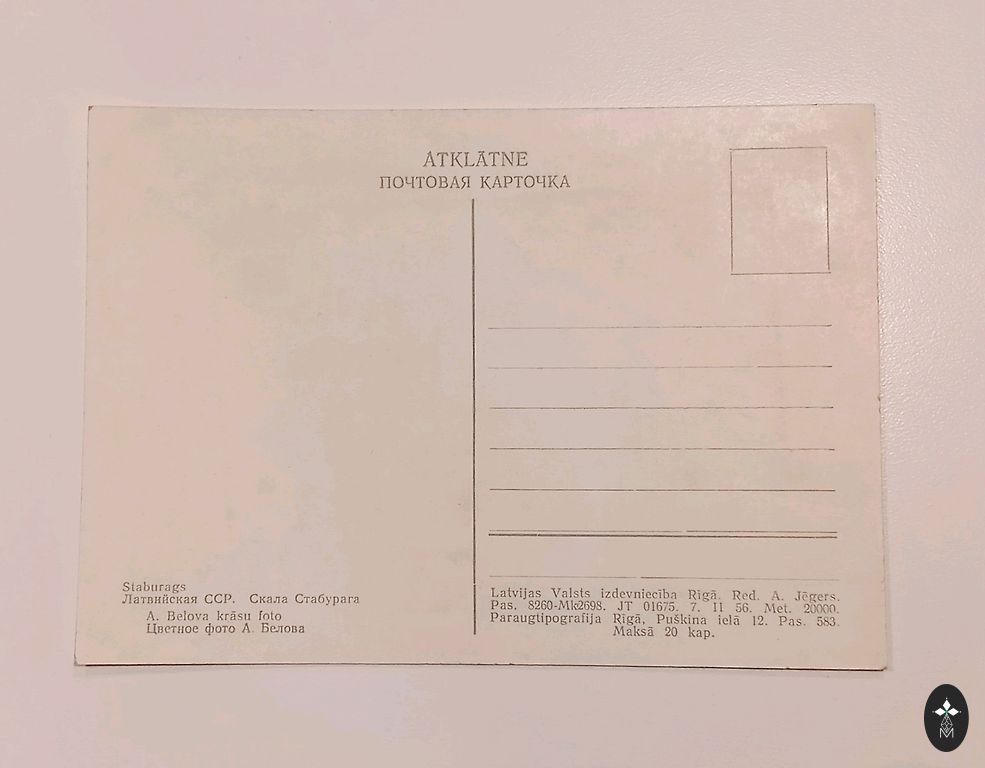 ATKLĀTNE
ПОЧТОВАЯ КАРТОЧКА
Staburags
Латвийская ССР. Скала Стабурага
A. Belova krāsu foto
Цветное фото А. Белова
Latvijas Valsts izdevniecība Rīgā. Red. A. Jēgers.
Pas. 8260-Mk2698. JT 01675. 7. II 56. Met. 20000.
Paraugtipografija Rīgā, Puškina ielā 12. Pas. 583.
Maksā 20 kap.
M